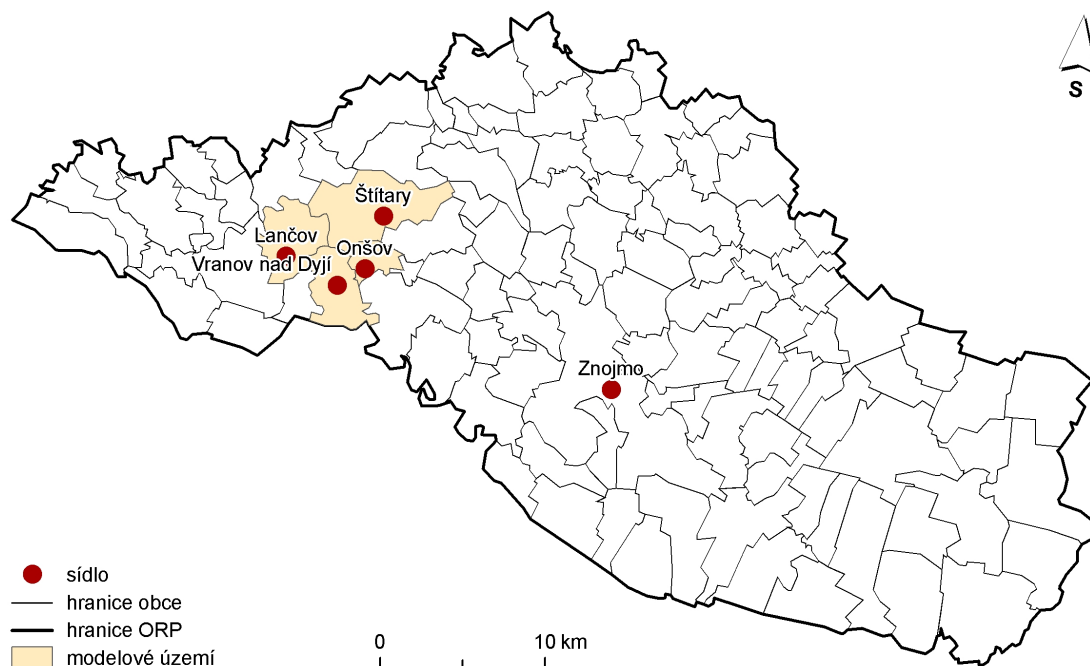 S
Štítary
Lančov
Onšov
Vranov nad Dyjí
Znojmo
sídlo
hranice obce
hranice ORP
modelové území
0 10 km